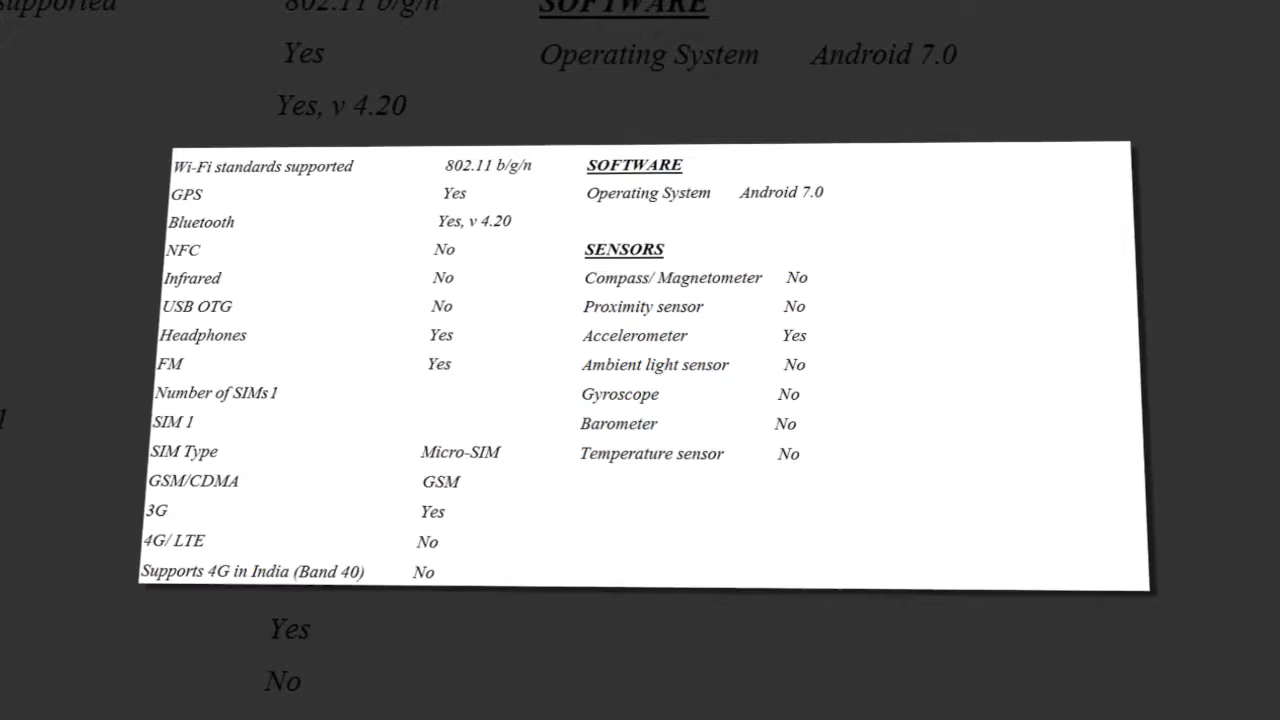 supported 802.11 b/g/n SOFTWARE
Yes Operating System Android 7.0
Yes, v 4.20
Wi-Fi standards supported 802.11 b/g/n
GPS Yes
Bluetooth Yes, v 4.20
NFC No
Infrared No
USB OTG No
Headphones Yes
FM Yes
Number of SIMs 1
SIM 1
SIM Type Micro-SIM
GSM/CDMA GSM
3G Yes
4G/ LTE No
Supports 4G in India (Band 40) No
SOFTWARE
Operating System Android 7.0
SENSORS
Compass/ Magnetometer No
Proximity sensor No
Accelerometer Yes
Ambient light sensor No
Gyroscope No
Barometer No
Temperature sensor No
Yes
No